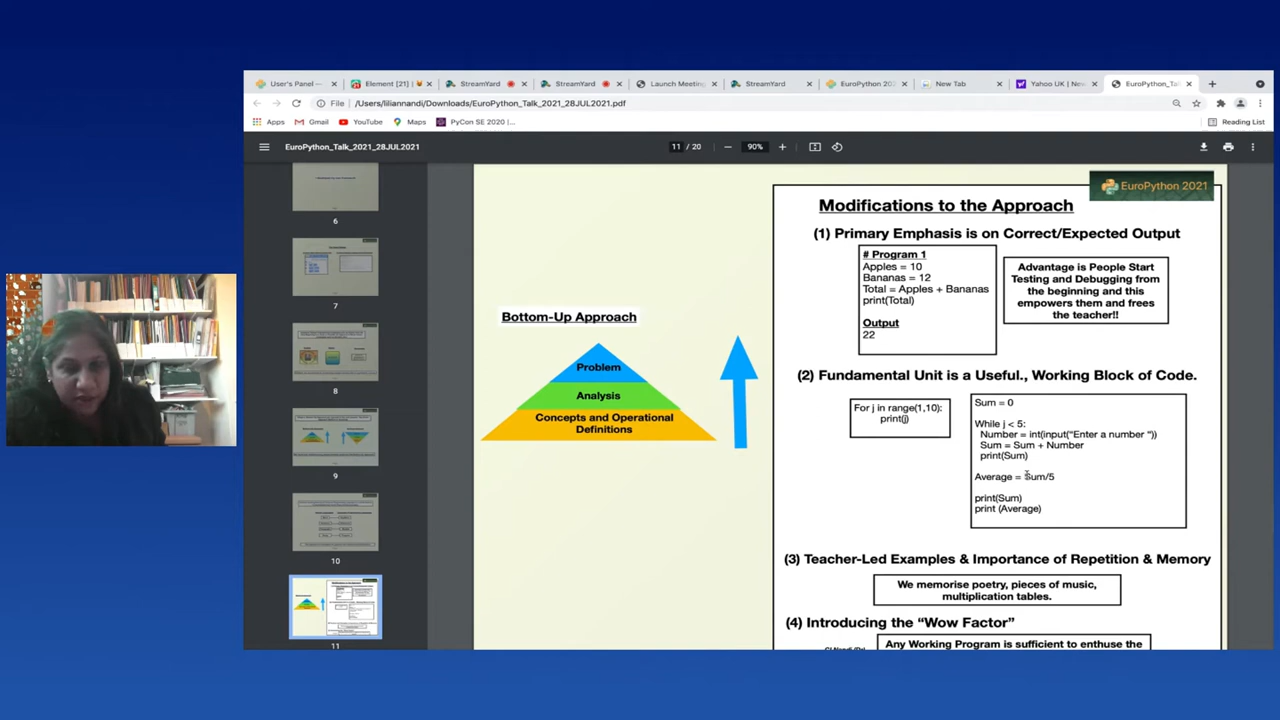 User's Panel —
Element [21] |
StreamYard
StreamYard
Launch Meeting
StreamYard
EuroPython 202
New Tab
Yahoo UK | New
EuroPython_Tal
File
/Users/liliannandi/Downloads/EuroPython_Talk_2021_28JUL2021.pdf
Apps
Gmail
YouTube
Maps
PyCon SE 2020 |...
Reading List
EuroPython_Talk_2021_28JUL2021
11 / 20
90%
6
7
8
9
10
11
EuroPython 2021
Bottom-Up Approach
Problem
Analysis
Concepts and Operational
Definitions
Modifications to the Approach
(1) Primary Emphasis is on Correct/Expected Output
# Program 1
Apples = 10
Bananas = 12
Total = Apples + Bananas
print(Total)
Output
22
Advantage is People Start
Testing and Debugging from
the beginning and this
empowers them and frees
the teacher!!
(2) Fundamental Unit is a Useful., Working Block of Code.
For j in range(1,10):
print(j)
Sum = 0
While j < 5:
Number = int(input("Enter a number "))
Sum = Sum + Number
print(Sum)
Average = Sum/5
print(Sum)
print (Average)
(3) Teacher-Led Examples & Importance of Repetition & Memory
We memorise poetry, pieces of music,
multiplication tables.
(4) Introducing the "Wow Factor"
Any Working Program is sufficient to enthuse the